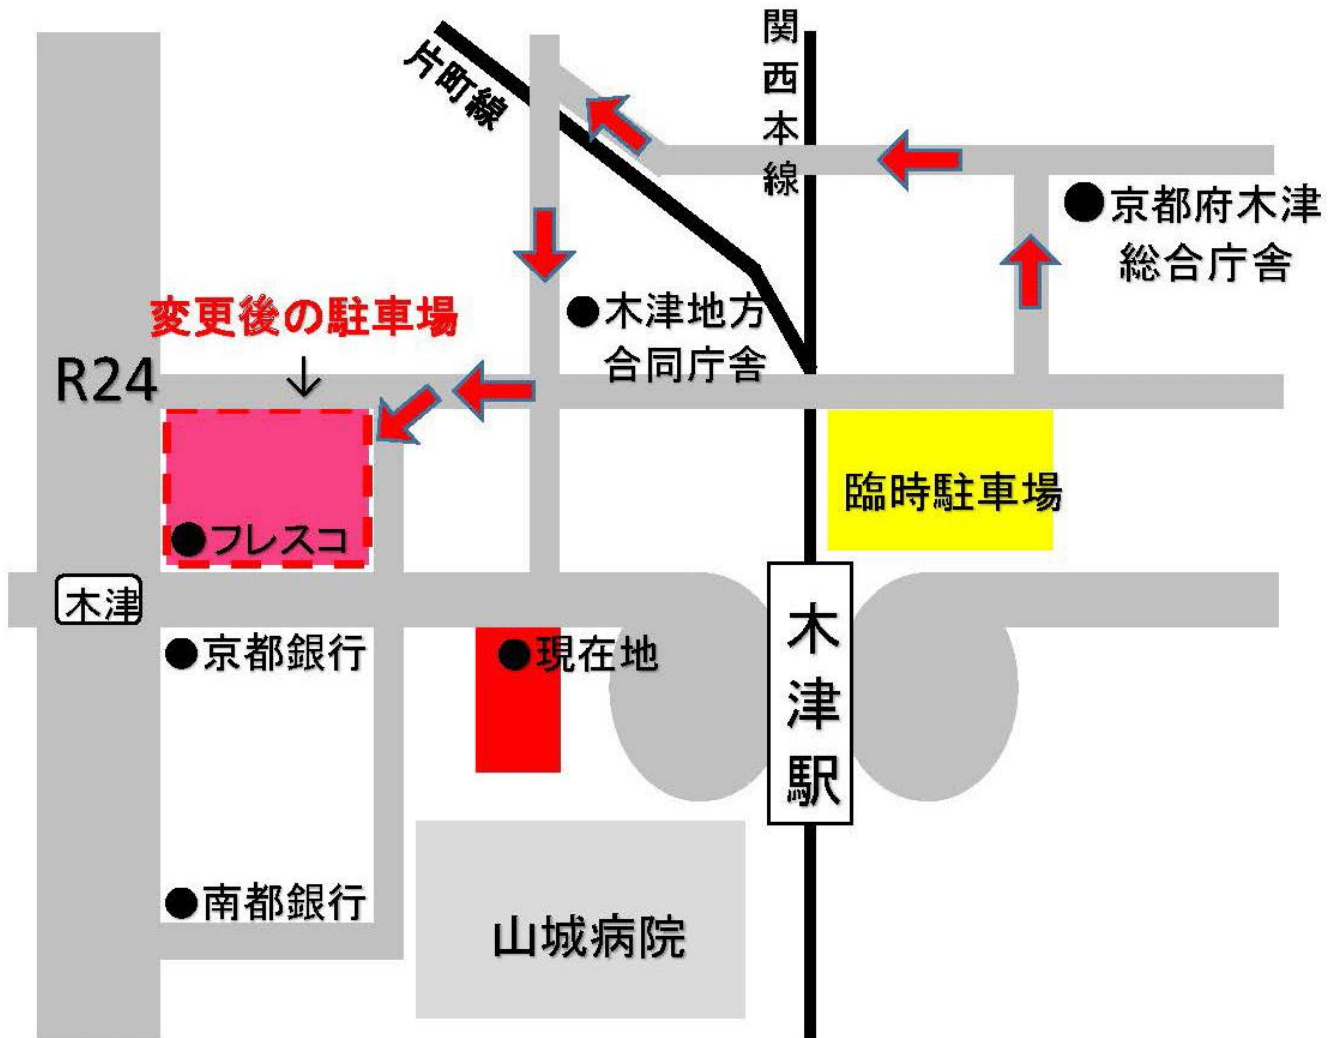 関西本線
片町線
京都府木津
総合庁舎
変更後の駐車場
↓
木津地方
合同庁舎
R24
臨時駐車場
フレスコ
木津
京都銀行
現在地
木津駅
南都銀行
山城病院